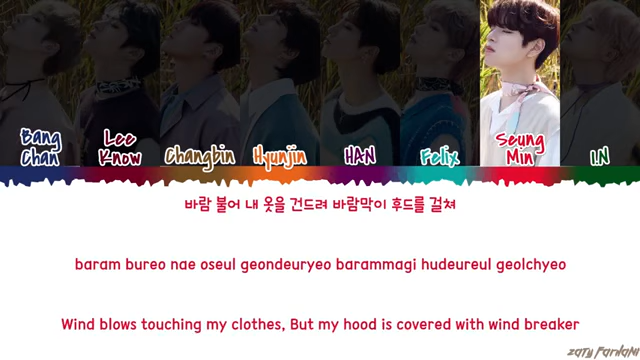 Bang Chan
Lee Know
Changbin
Hyunjin
HAN
Felix
Seung Min
I.N
바람 불어 내 옷을 건드려 바람막이 후드를 걸쳐
baram bureo nae oseul geondeuryeo barammagi hudeureul geolchyeo
Wind blows touching my clothes, But my hood is covered with wind breaker
ZaTy FarhaNi